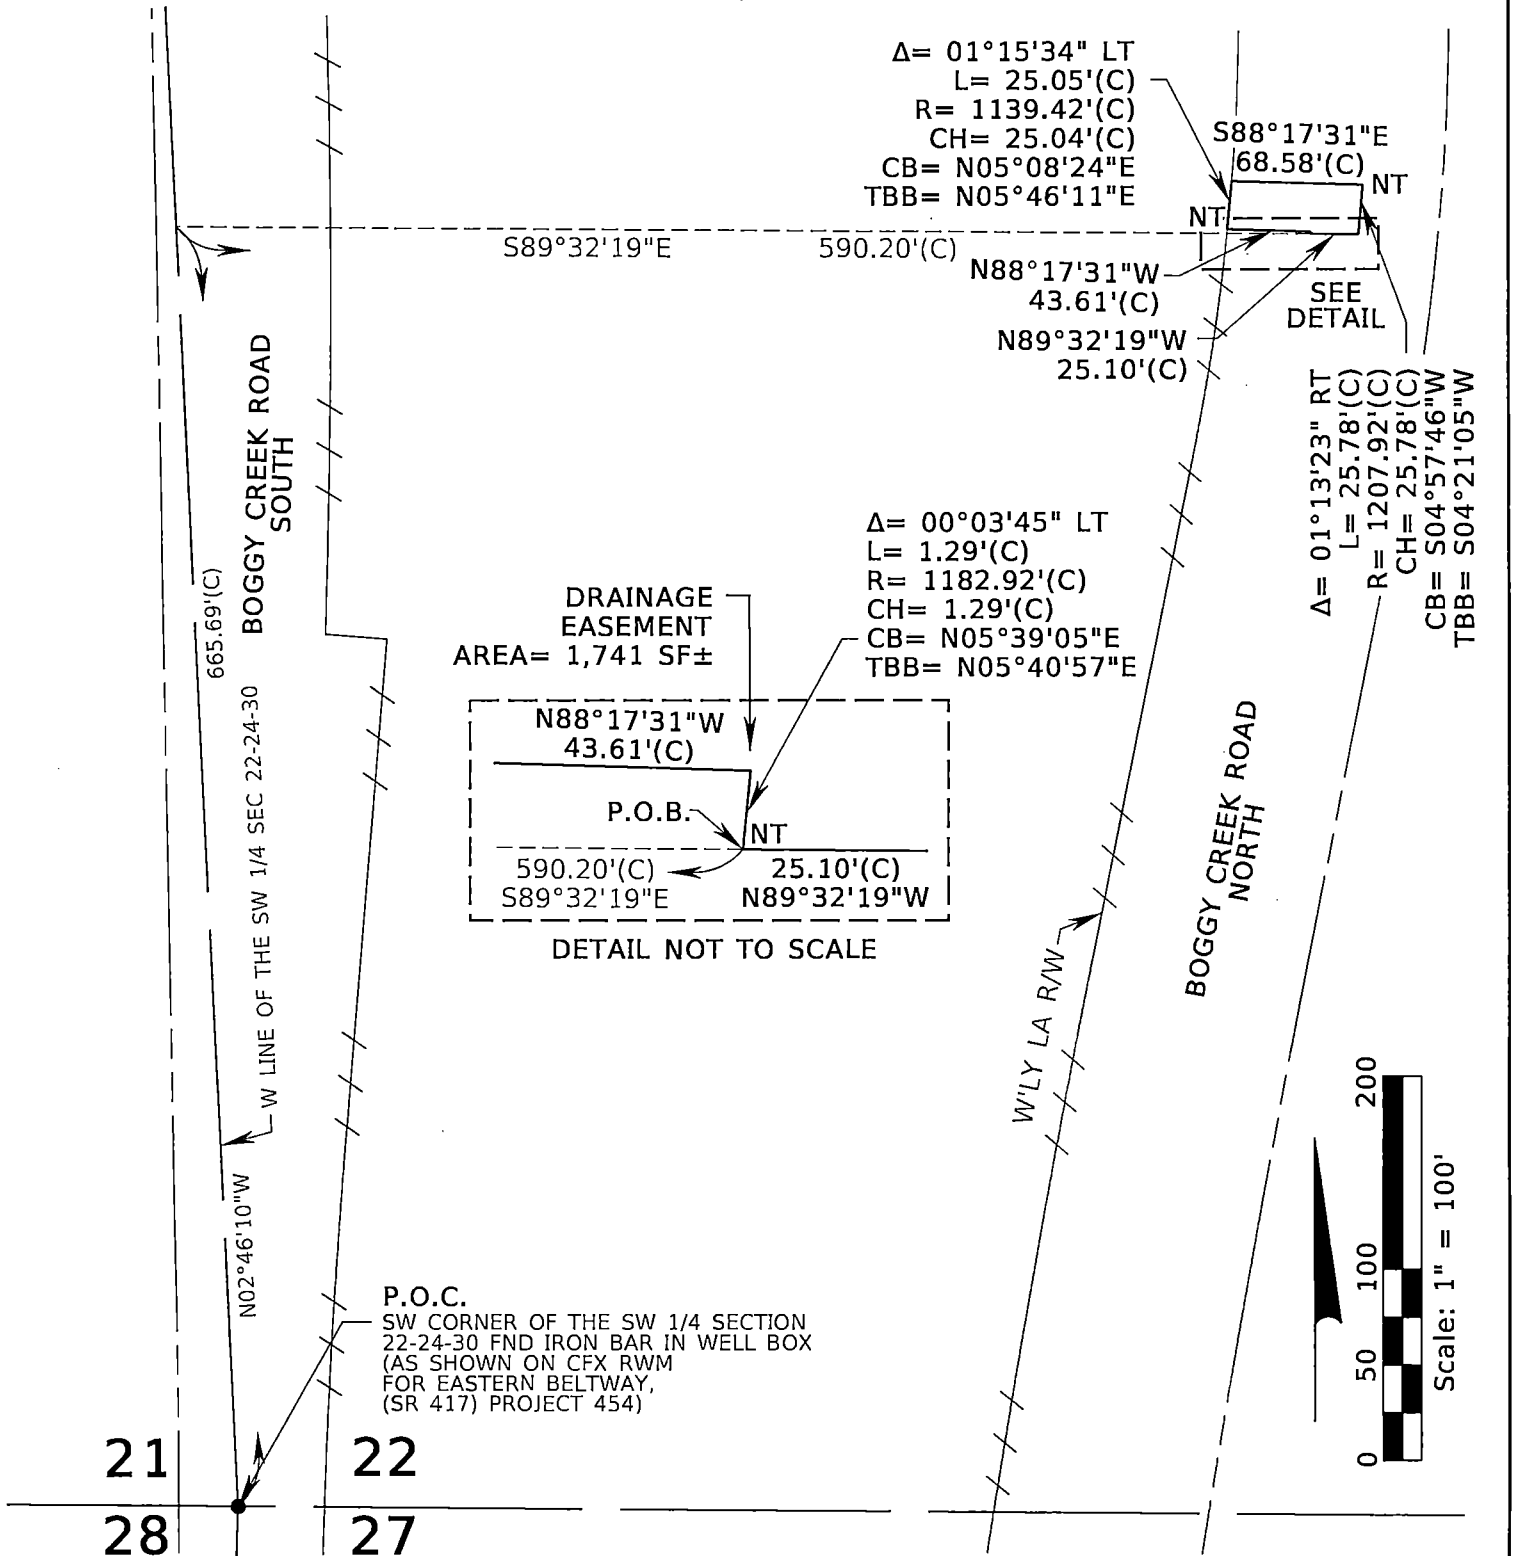 Δ= 01°15'34" LT
L= 25.05'(C)
R= 1139.42'(C)
CH= 25.04'(C)
CB= N05°08'24"E
TBB= N05°46'11"E
S88°17'31"E
68.58'(C)
NT
NT
S89°32'19"E 590.20'(C)
N88°17'31"W
43.61'(C)
SEE
DETAIL
N89°32'19"W
25.10'(C)
Δ= 01°13'23" RT
L= 25.78'(C)
R= 1207.92'(C)
CH= 25.78'(C)
CB= S04°57'46"W
TBB= S04°21'05"W
BOGGY CREEK ROAD
SOUTH
665.69'(C)
W LINE OF THE SW 1/4 SEC 22-24-30
N02°46'10"W
Δ= 00°03'45" LT
L= 1.29'(C)
R= 1182.92'(C)
CH= 1.29'(C)
CB= N05°39'05"E
TBB= N05°40'57"E
DRAINAGE
EASEMENT
AREA= 1,741 SF±
N88°17'31"W
43.61'(C)
P.O.B.
NT
590.20'(C)
S89°32'19"E
25.10'(C)
N89°32'19"W
DETAIL NOT TO SCALE
W'LY LA R/W
BOGGY CREEK ROAD
NORTH
P.O.C.
SW CORNER OF THE SW 1/4 SECTION
22-24-30 FND IRON BAR IN WELL BOX
(AS SHOWN ON CFX RWM
FOR EASTERN BELTWAY,
(SR 417) PROJECT 454)
0 50 100 200
Scale: 1" = 100'
21 22
28 27